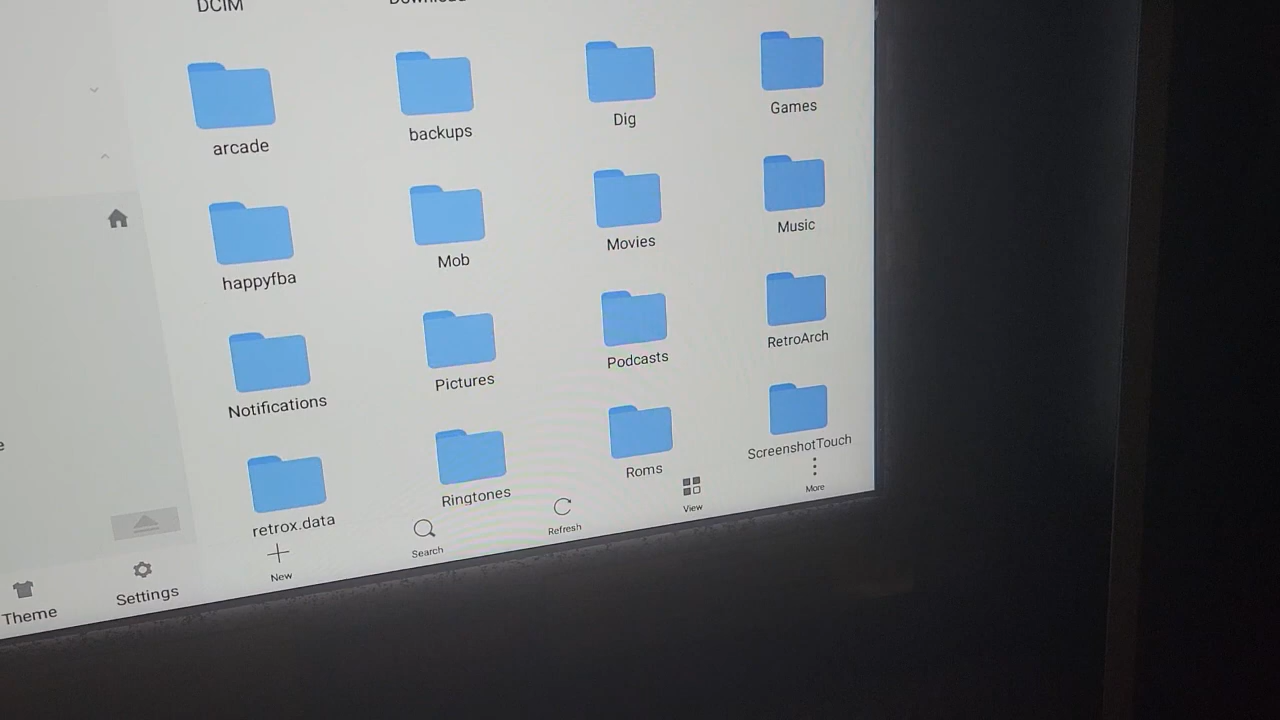 DCIM
Download
arcade
backups
Dig
Games
happyfba
Mob
Movies
Music
Notifications
Pictures
Podcasts
RetroArch
retrox.data
Ringtones
Roms
ScreenshotTouch
New
Search
Refresh
View
More
Theme
Settings